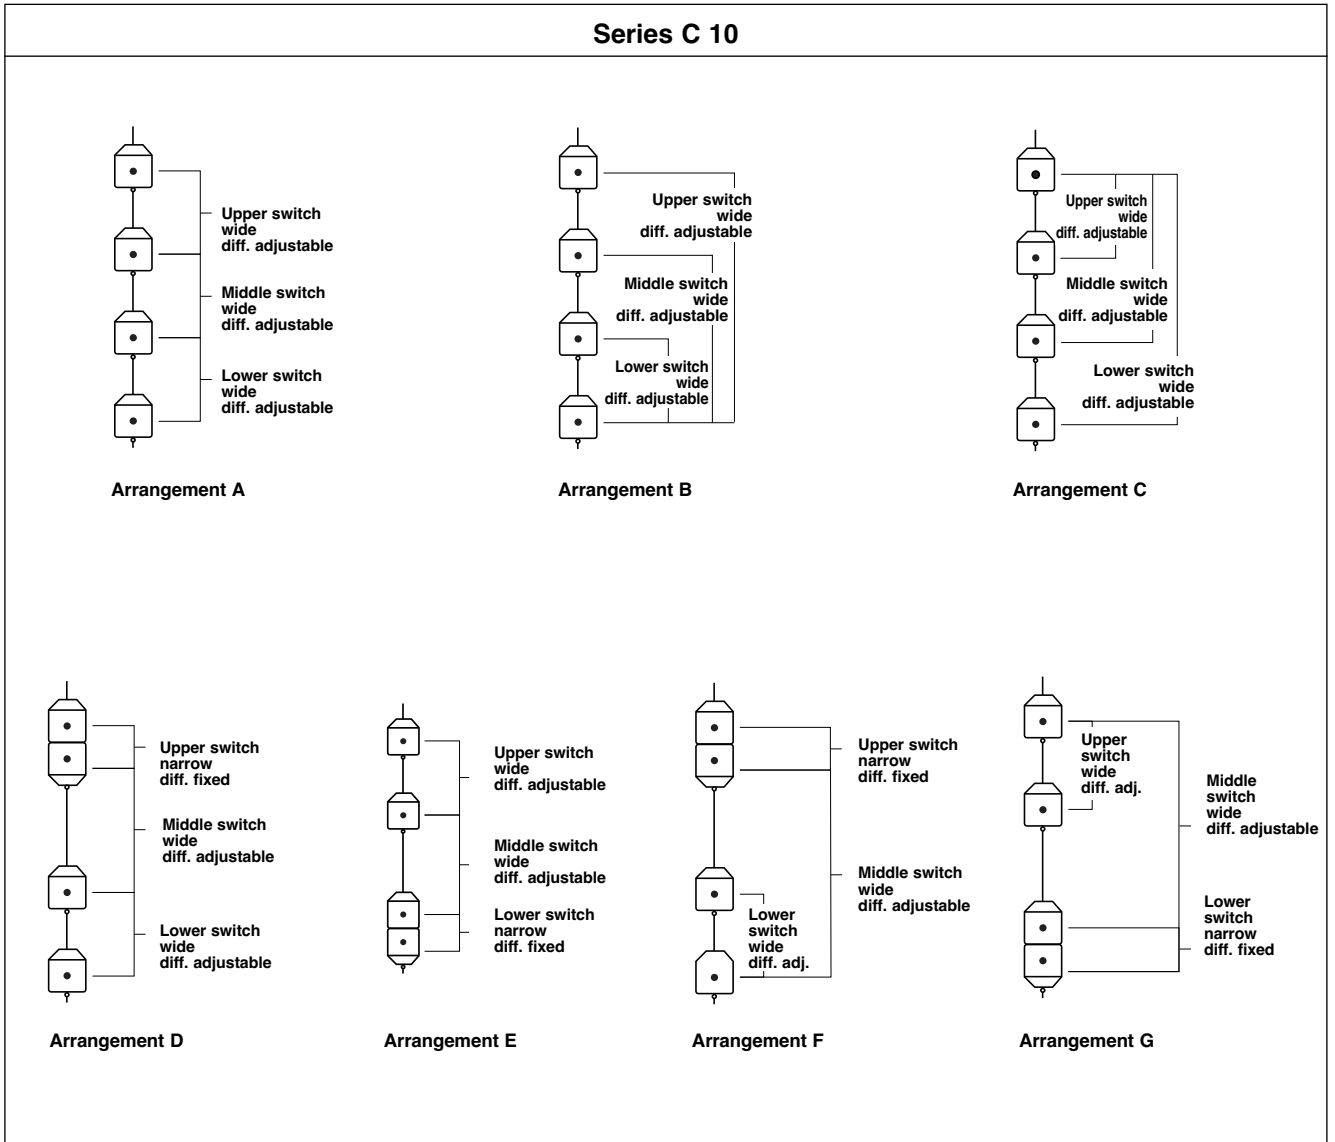 Series C 10
Upper switch
wide
diff. adjustable
Middle switch
wide
diff. adjustable
Lower switch
wide
diff. adjustable
Arrangement A
Upper switch
wide
diff. adjustable
Middle switch
wide
diff. adjustable
Lower switch
wide
diff. adjustable
Arrangement B
Upper switch
wide
diff. adjustable
Middle switch
wide
diff. adjustable
Lower switch
wide
diff. adjustable
Arrangement C
Upper switch
narrow
diff. fixed
Middle switch
wide
diff. adjustable
Lower switch
wide
diff. adjustable
Arrangement D
Upper switch
wide
diff. adjustable
Middle switch
wide
diff. adjustable
Lower switch
narrow
diff. fixed
Arrangement E
Upper switch
narrow
diff. fixed
Middle switch
wide
diff. adjustable
Lower
switch
wide
diff. adj.
Arrangement F
Upper
switch
wide
diff. adj.
Middle
switch
wide
diff. adjustable
Lower
switch
narrow
diff. fixed
Arrangement G